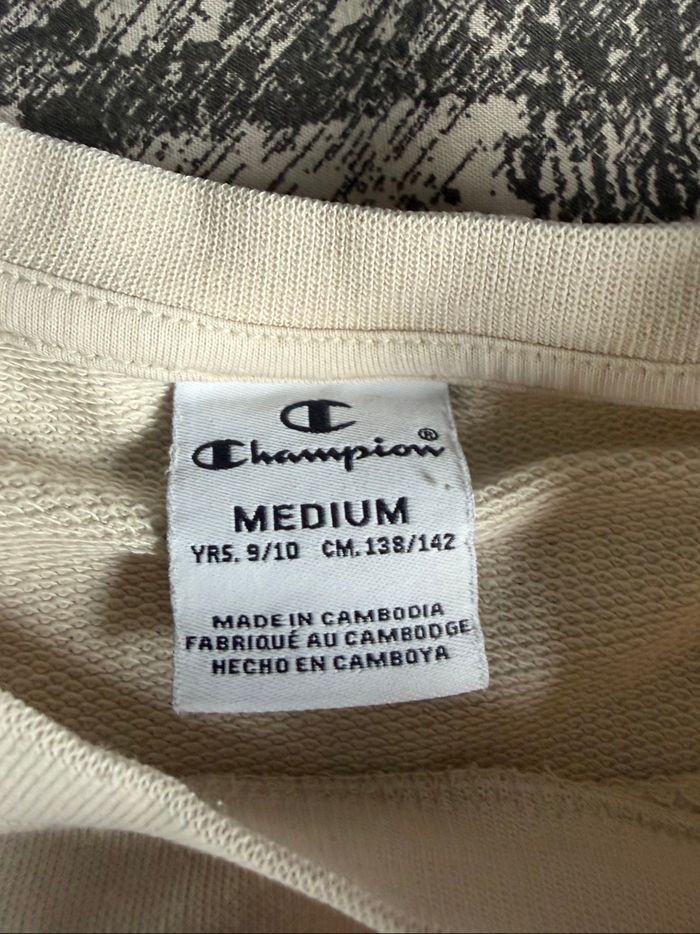 Champion®
MEDIUM
YRS. 9/10 CM. 138/142
MADE IN CAMBODIA
FABRIQUÉ AU CAMBODGE
HECHO EN CAMBOYA